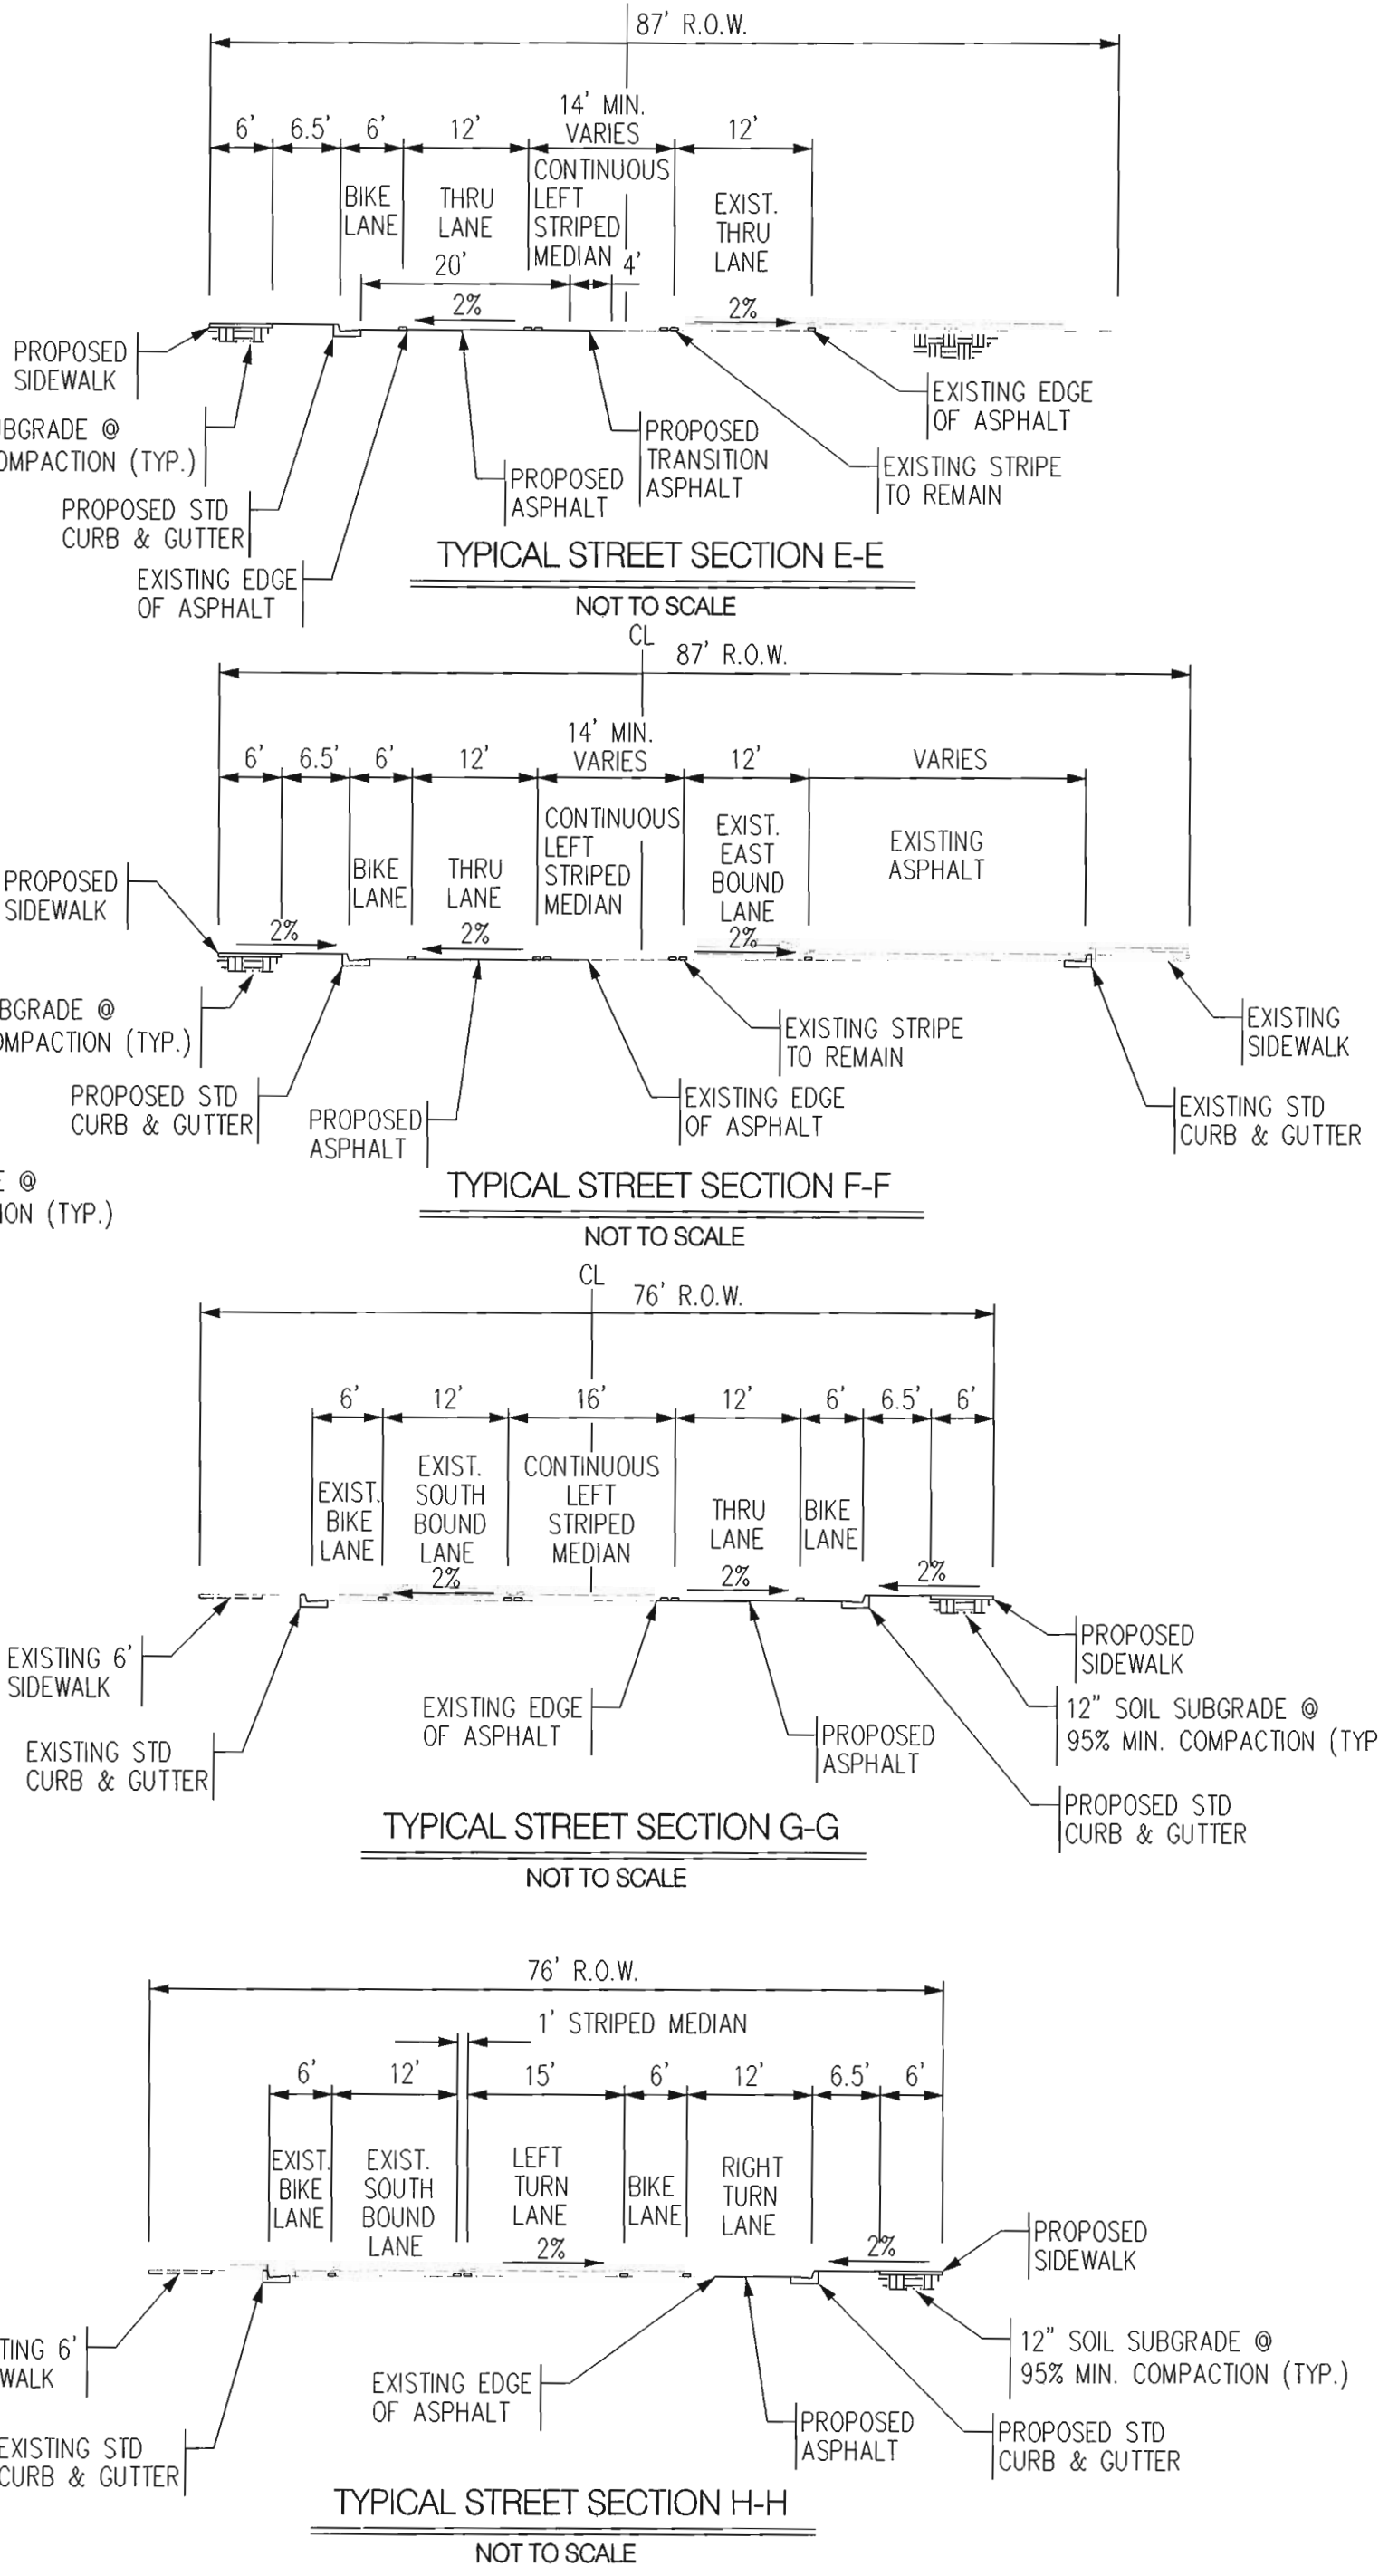 87' R.O.W.
14' MIN.
VARIES
6' 6.5' 6' 12' 12'
CONTINUOUS
LEFT
STRIPED
MEDIAN
BIKE
LANE
THRU
LANE
EXIST.
THRU
LANE
20' 4'
2% 2%
PROPOSED
SIDEWALK
BGRADE @
OMPACTION (TYP.)
PROPOSED STD
CURB & GUTTER
EXISTING EDGE
OF ASPHALT
PROPOSED
ASPHALT
PROPOSED
TRANSITION
ASPHALT
EXISTING STRIPE
TO REMAIN
EXISTING EDGE
OF ASPHALT
TYPICAL STREET SECTION E-E
NOT TO SCALE
CL
87' R.O.W.
14' MIN.
VARIES
6' 6.5' 6' 12' 12' VARIES
BIKE
LANE
THRU
LANE
CONTINUOUS
LEFT
STRIPED
MEDIAN
EXIST.
EAST
BOUND
LANE
EXISTING
ASPHALT
2% 2% 2%
PROPOSED
SIDEWALK
BGRADE @
OMPACTION (TYP.)
PROPOSED STD
CURB & GUTTER
PROPOSED
ASPHALT
EXISTING EDGE
OF ASPHALT
EXISTING STRIPE
TO REMAIN
EXISTING
SIDEWALK
EXISTING STD
CURB & GUTTER
E @
ION (TYP.)
TYPICAL STREET SECTION F-F
NOT TO SCALE
CL
76' R.O.W.
6' 12' 16' 12' 6' 6.5' 6'
EXIST.
BIKE
LANE
EXIST.
SOUTH
BOUND
LANE
CONTINUOUS
LEFT
STRIPED
MEDIAN
THRU
LANE
BIKE
LANE
2% 2% 2%
EXISTING 6'
SIDEWALK
EXISTING STD
CURB & GUTTER
EXISTING EDGE
OF ASPHALT
PROPOSED
ASPHALT
PROPOSED
SIDEWALK
12" SOIL SUBGRADE @
95% MIN. COMPACTION (TYP
PROPOSED STD
CURB & GUTTER
TYPICAL STREET SECTION G-G
NOT TO SCALE
76' R.O.W.
1' STRIPED MEDIAN
6' 12' 15' 6' 12' 6.5' 6'
EXIST.
BIKE
LANE
EXIST.
SOUTH
BOUND
LANE
LEFT
TURN
LANE
BIKE
LANE
RIGHT
TURN
LANE
2% 2%
TING 6'
WALK
EXISTING STD
CURB & GUTTER
EXISTING EDGE
OF ASPHALT
PROPOSED
ASPHALT
PROPOSED
SIDEWALK
12" SOIL SUBGRADE @
95% MIN. COMPACTION (TYP.)
PROPOSED STD
CURB & GUTTER
TYPICAL STREET SECTION H-H
NOT TO SCALE